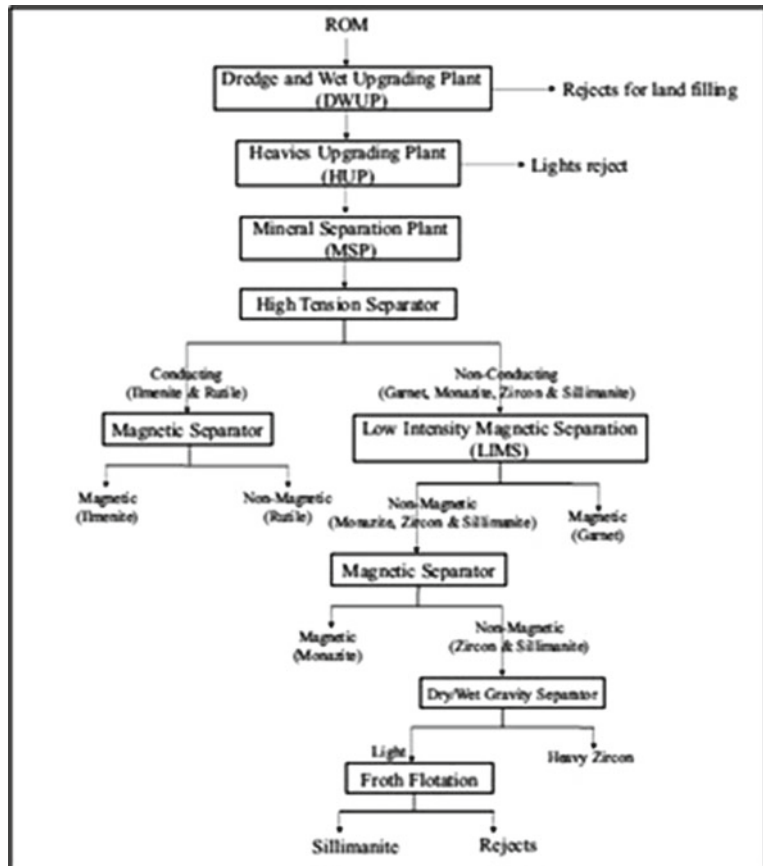 ROM
Dredge and Wet Upgrading Plant
(DWUP)
Rejects for land filling
Heavies Upgrading Plant
(HUP)
Lights reject
Mineral Separation Plant
(MSP)
High Tension Separator
Conducting
(Ilmenite & Rutile)
Non-Conducting
(Garnet, Monazite, Zircon & Sillimanite)
Magnetic Separator
Low Intensity Magnetic Separation
(LIMS)
Magnetic
(Ilmenite)
Non-Magnetic
(Rutile)
Non-Magnetic
(Monazite, Zircon & Sillimanite)
Magnetic
(Garnet)
Magnetic Separator
Magnetic
(Monazite)
Non-Magnetic
(Zircon & Sillimanite)
Dry/Wet Gravity Separator
Light
Heavy Zircon
Froth Flotation
Sillimanite
Rejects